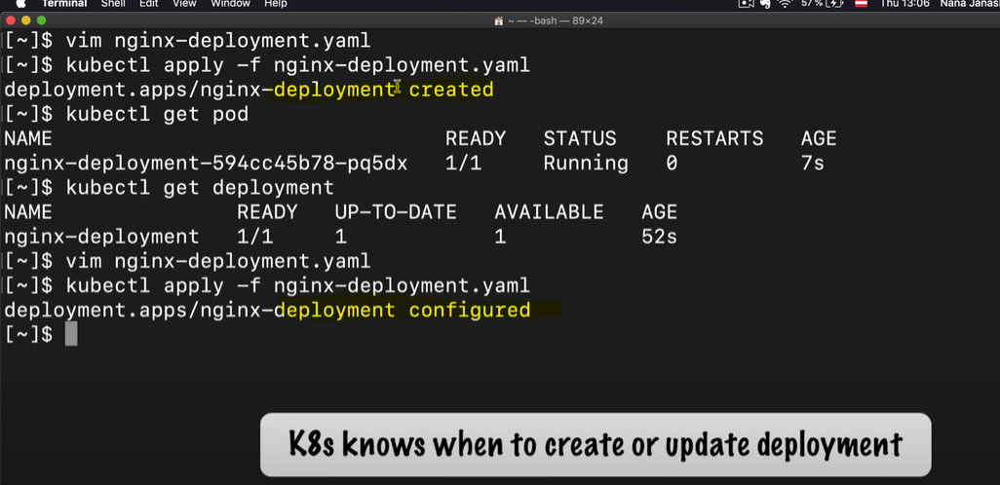 Terminal Shell Edit View Window Help 57% Thu 13:06 Nana Janas
~ — -bash — 89×24
[~]$ vim nginx-deployment.yaml
[~]$ kubectl apply -f nginx-deployment.yaml
deployment.apps/nginx-deployment created
[~]$ kubectl get pod
NAME READY STATUS RESTARTS AGE
nginx-deployment-594cc45b78-pq5dx 1/1 Running 0 7s
[~]$ kubectl get deployment
NAME READY UP-TO-DATE AVAILABLE AGE
nginx-deployment 1/1 1 1 52s
[~]$ vim nginx-deployment.yaml
[~]$ kubectl apply -f nginx-deployment.yaml
deployment.apps/nginx-deployment configured
[~]$
K8s knows when to create or update deployment